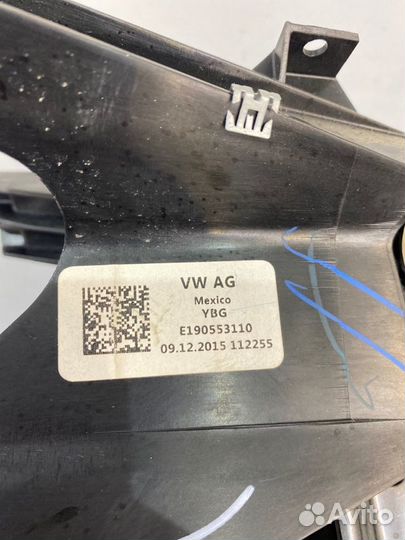 VW AG
Mexico
YBG
E190553110
09.12.2015 112255
Avito